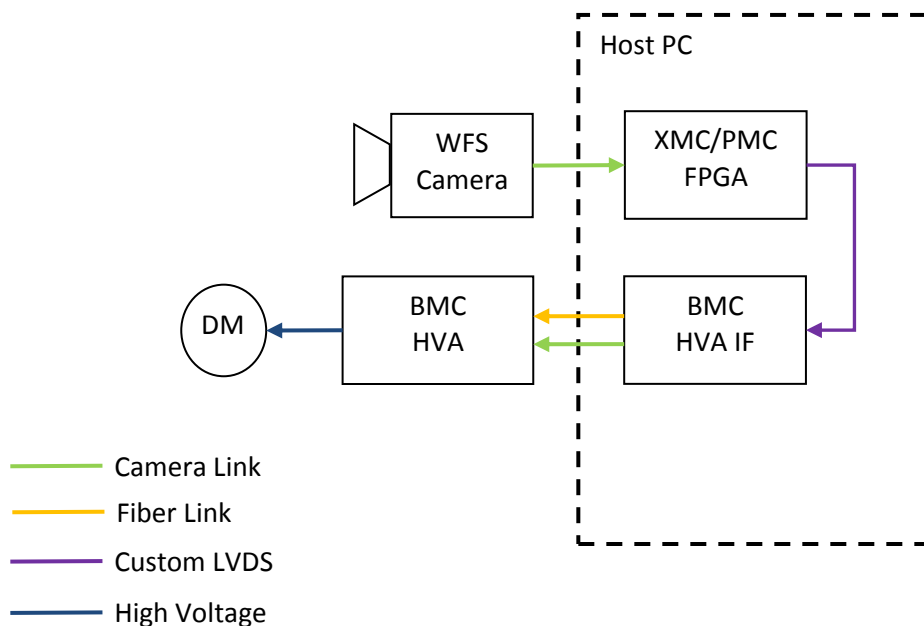 Host PC
WFS
Camera
XMC/PMC
FPGA
DM
BMC
HVA
BMC
HVA IF
Camera Link
Fiber Link
Custom LVDS
High Voltage